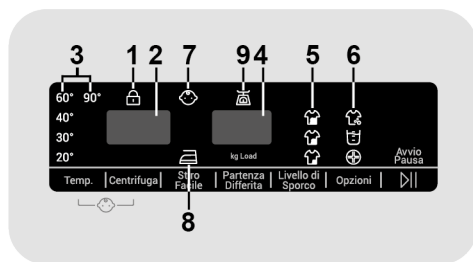 3 1 2 7 9 4 5 6
60° 90°
40°
30°
20°
kg Load
Avvio
Pausa
Temp.
Centrifuga
Stiro
Facile
Partenza
Differita
Livello di
Sporco
Opzioni
8